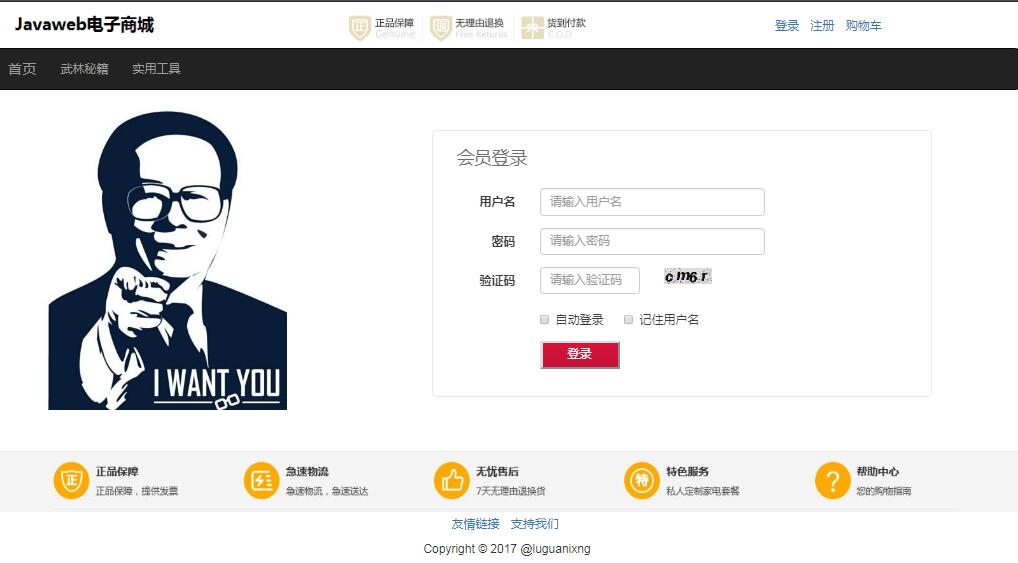 Javaweb电子商城
正品保障
Genuine
无理由退换
Free Returns
货到付款
C.O.D
登录 注册 购物车
首页 武林秘籍 实用工具
I WANT YOU
会员登录
用户名 请输入用户名
密码 请输入密码
验证码 请输入验证码 cm6r
自动登录 记住用户名
登录
正
正品保障
正品保障，提供发票
急速物流
急速物流，急速送达
无忧售后
7天无理由退换货
特
特色服务
私人定制家电套餐
?
帮助中心
您的购物指南
友情链接 支持我们
Copyright © 2017 @luguanixng